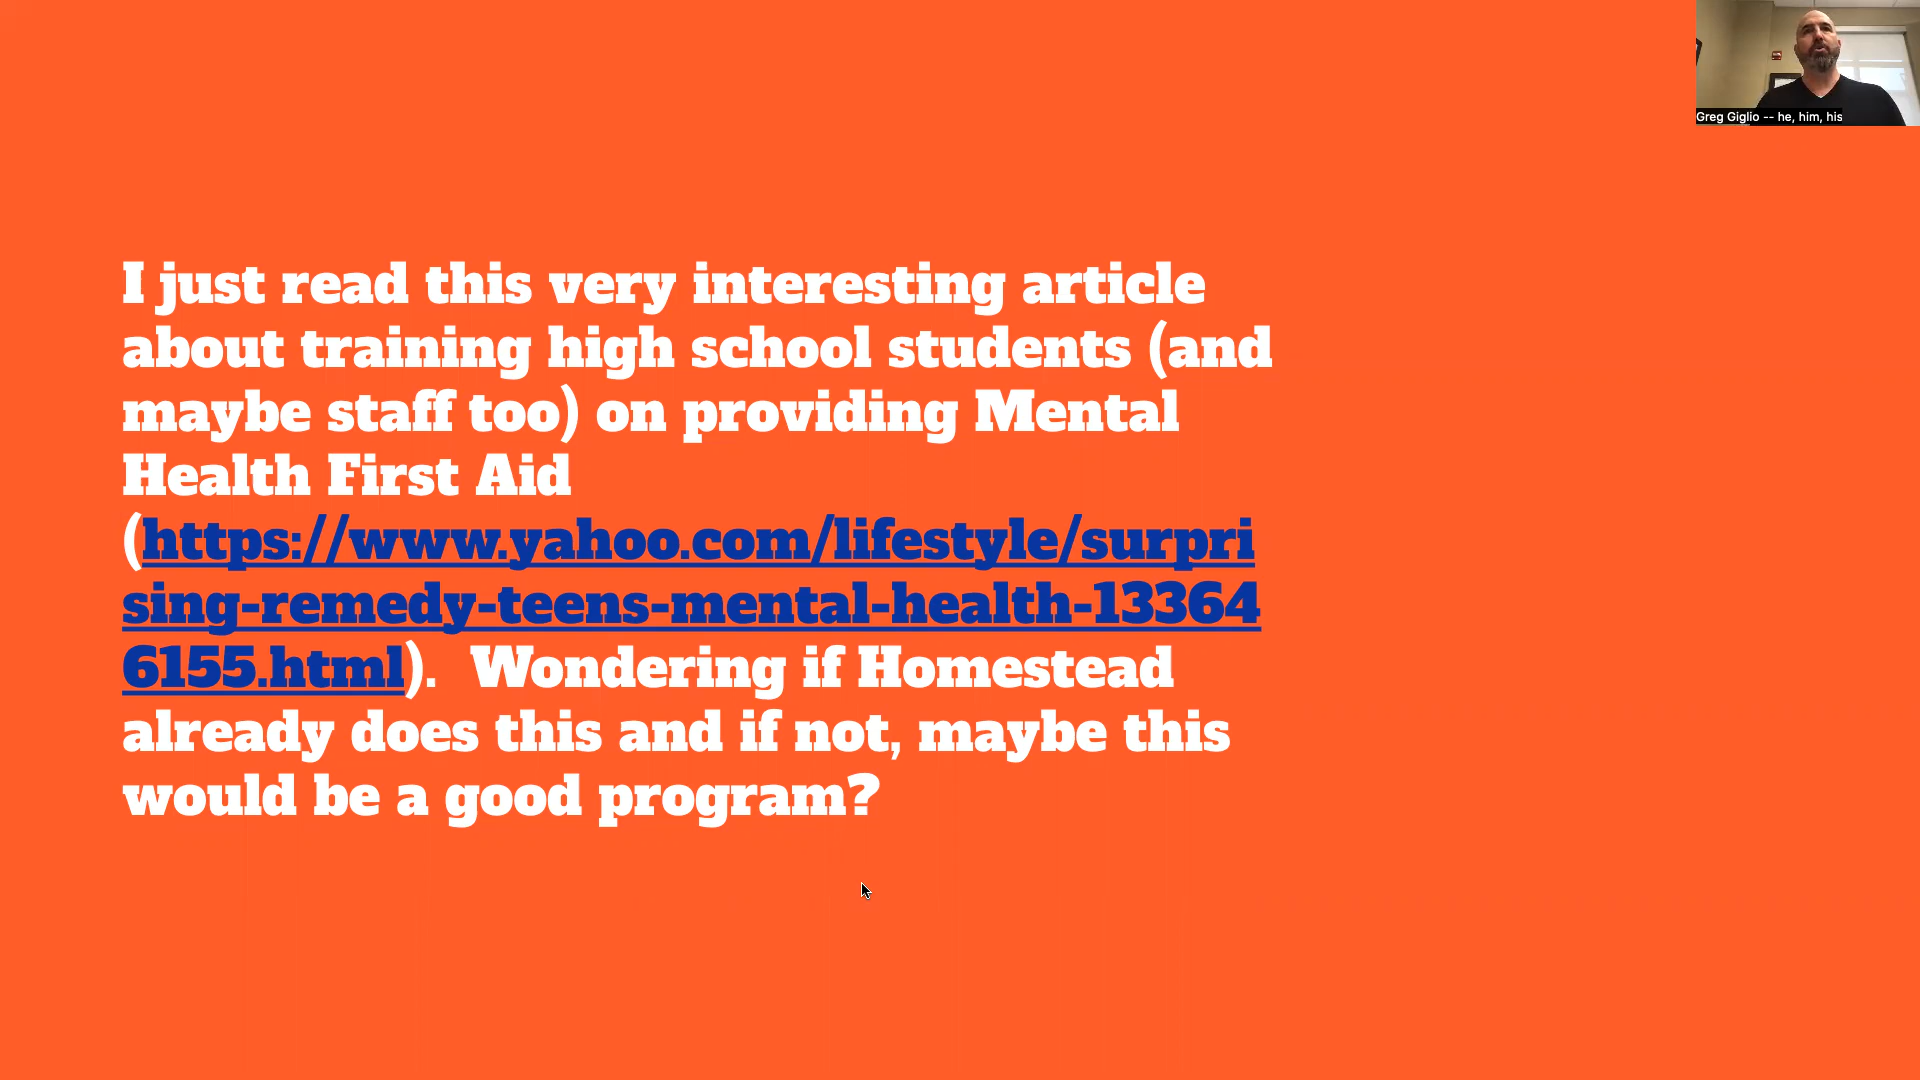 Greg Giglio -- he, him, his
I just read this very interesting article
about training high school students (and
maybe staff too) on providing Mental
Health First Aid
(https://www.yahoo.com/lifestyle/surpri
sing-remedy-teens-mental-health-13364
6155.html).  Wondering if Homestead
already does this and if not, maybe this
would be a good program?